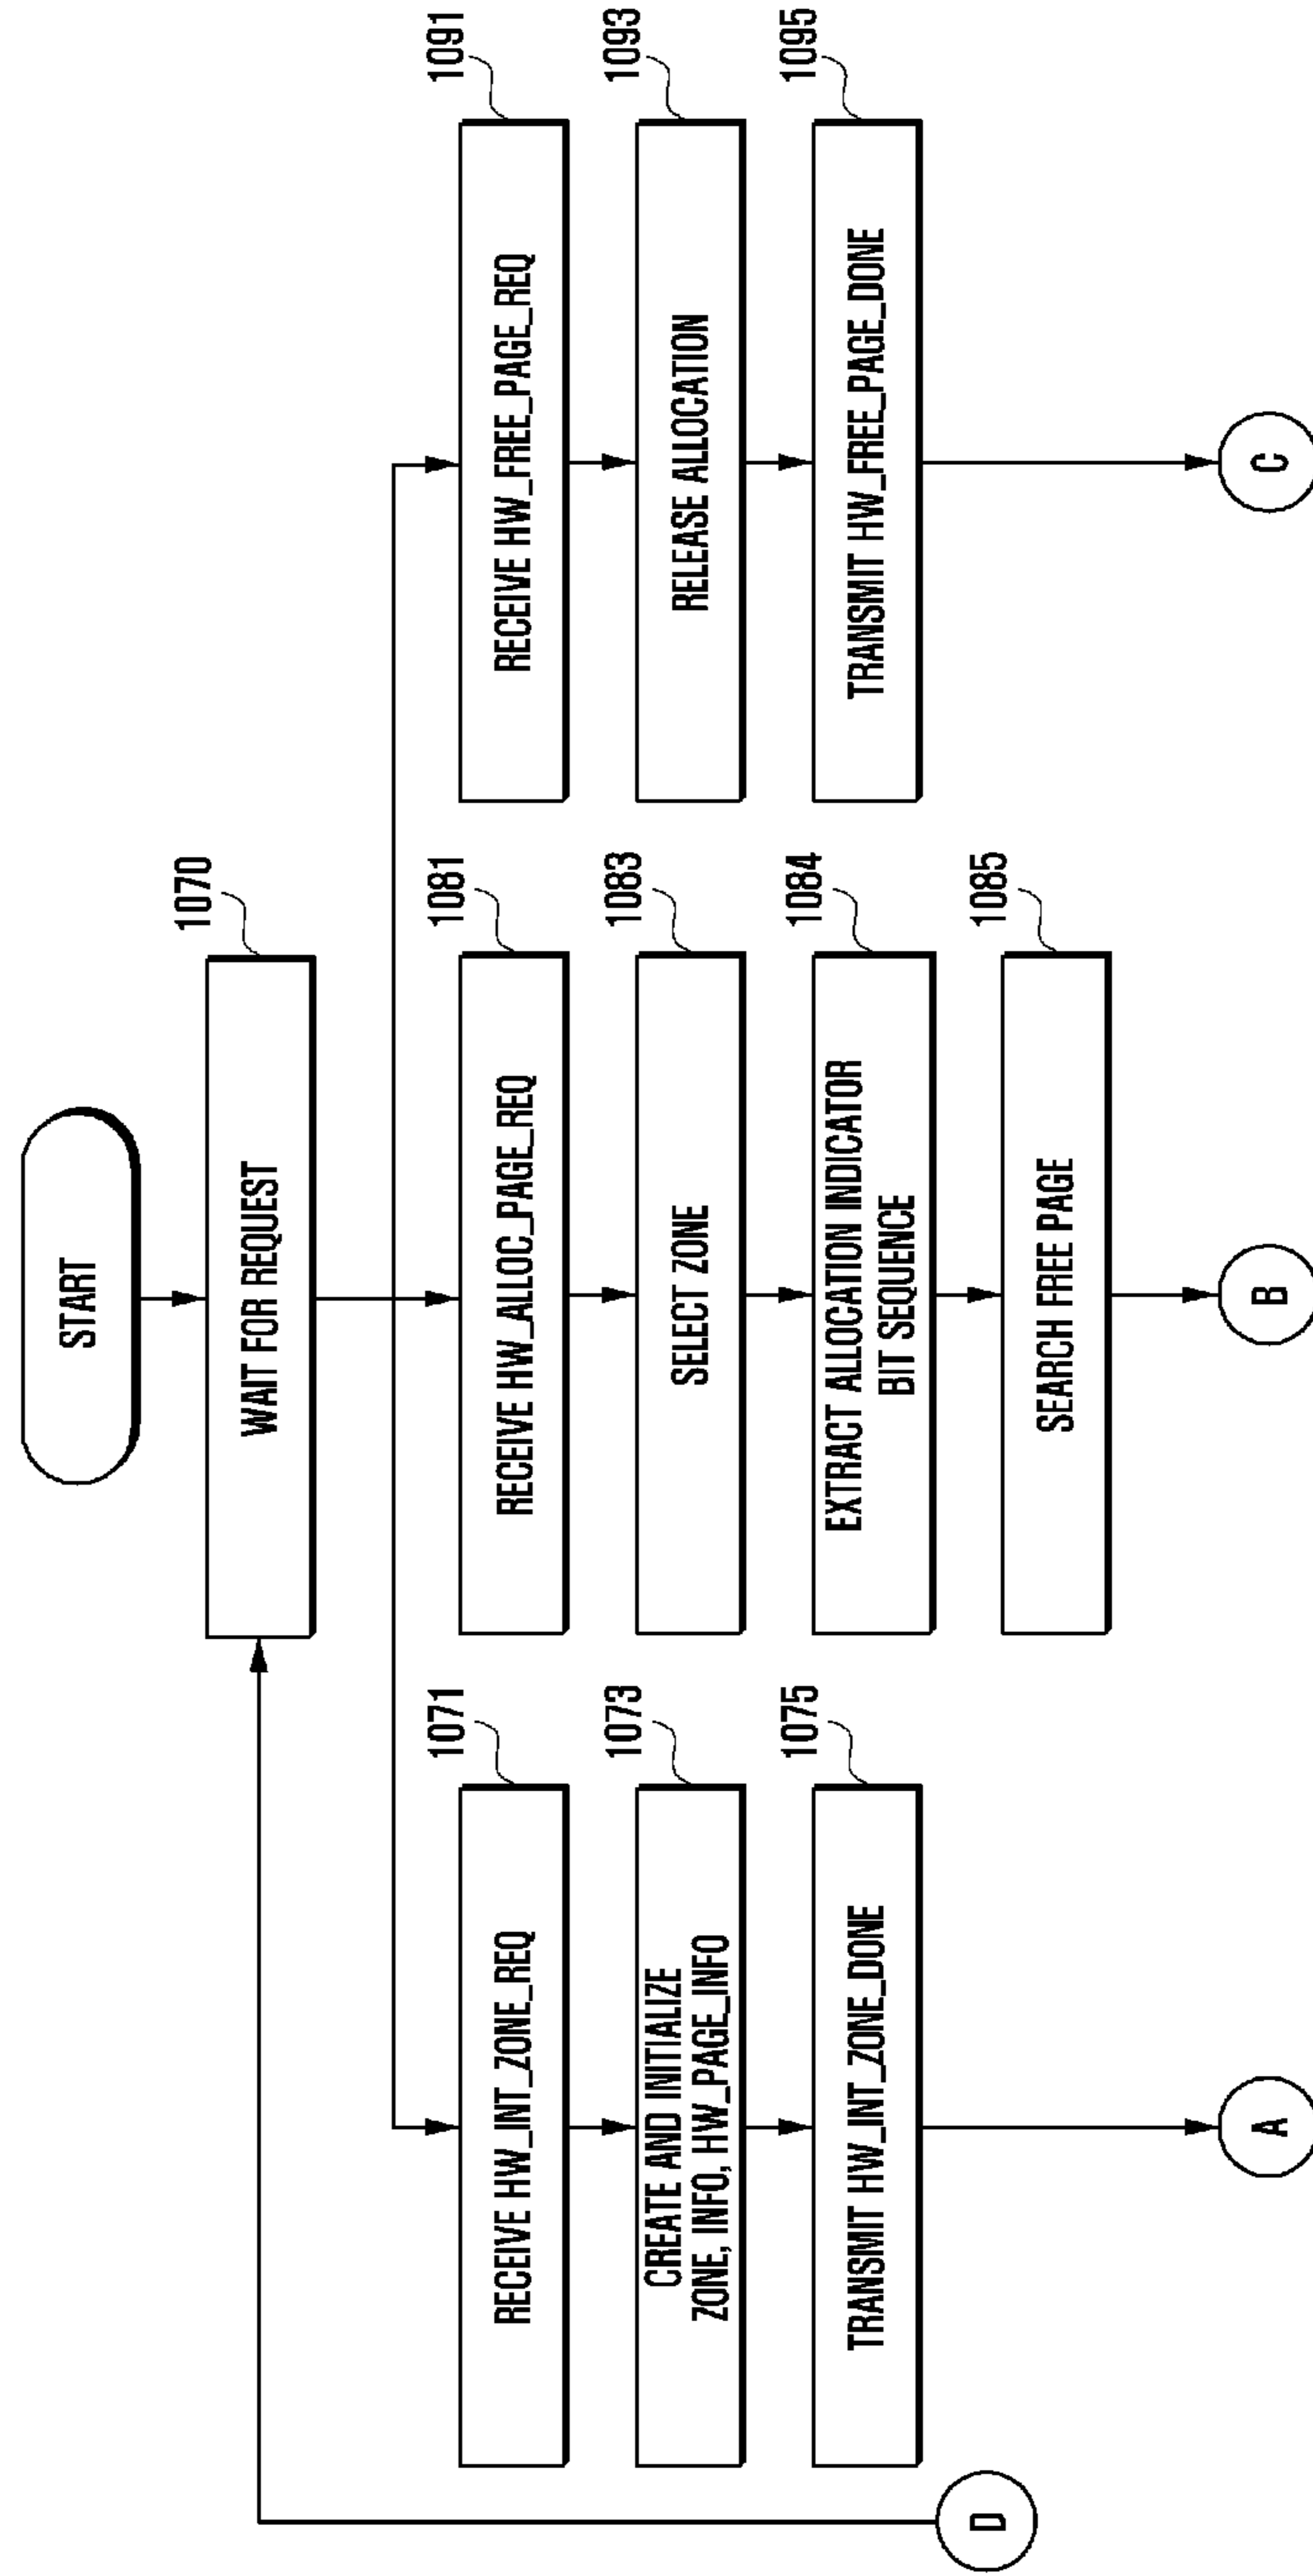 START
1070
WAIT FOR REQUEST
1071
RECEIVE HW_INT_ZONE_REQ
1073
CREATE AND INITIALIZE
ZONE, INFO, HW_PAGE_INFO
1075
TRANSMIT HW_INT_ZONE_DONE
1081
RECEIVE HW_ALLOC_PAGE_REQ
1083
SELECT ZONE
1084
EXTRACT ALLOCATION INDICATOR
BIT SEQUENCE
1085
SEARCH FREE PAGE
1091
RECEIVE HW_FREE_PAGE_REQ
1093
RELEASE ALLOCATION
1095
TRANSMIT HW_FREE_PAGE_DONE
D
A
B
C